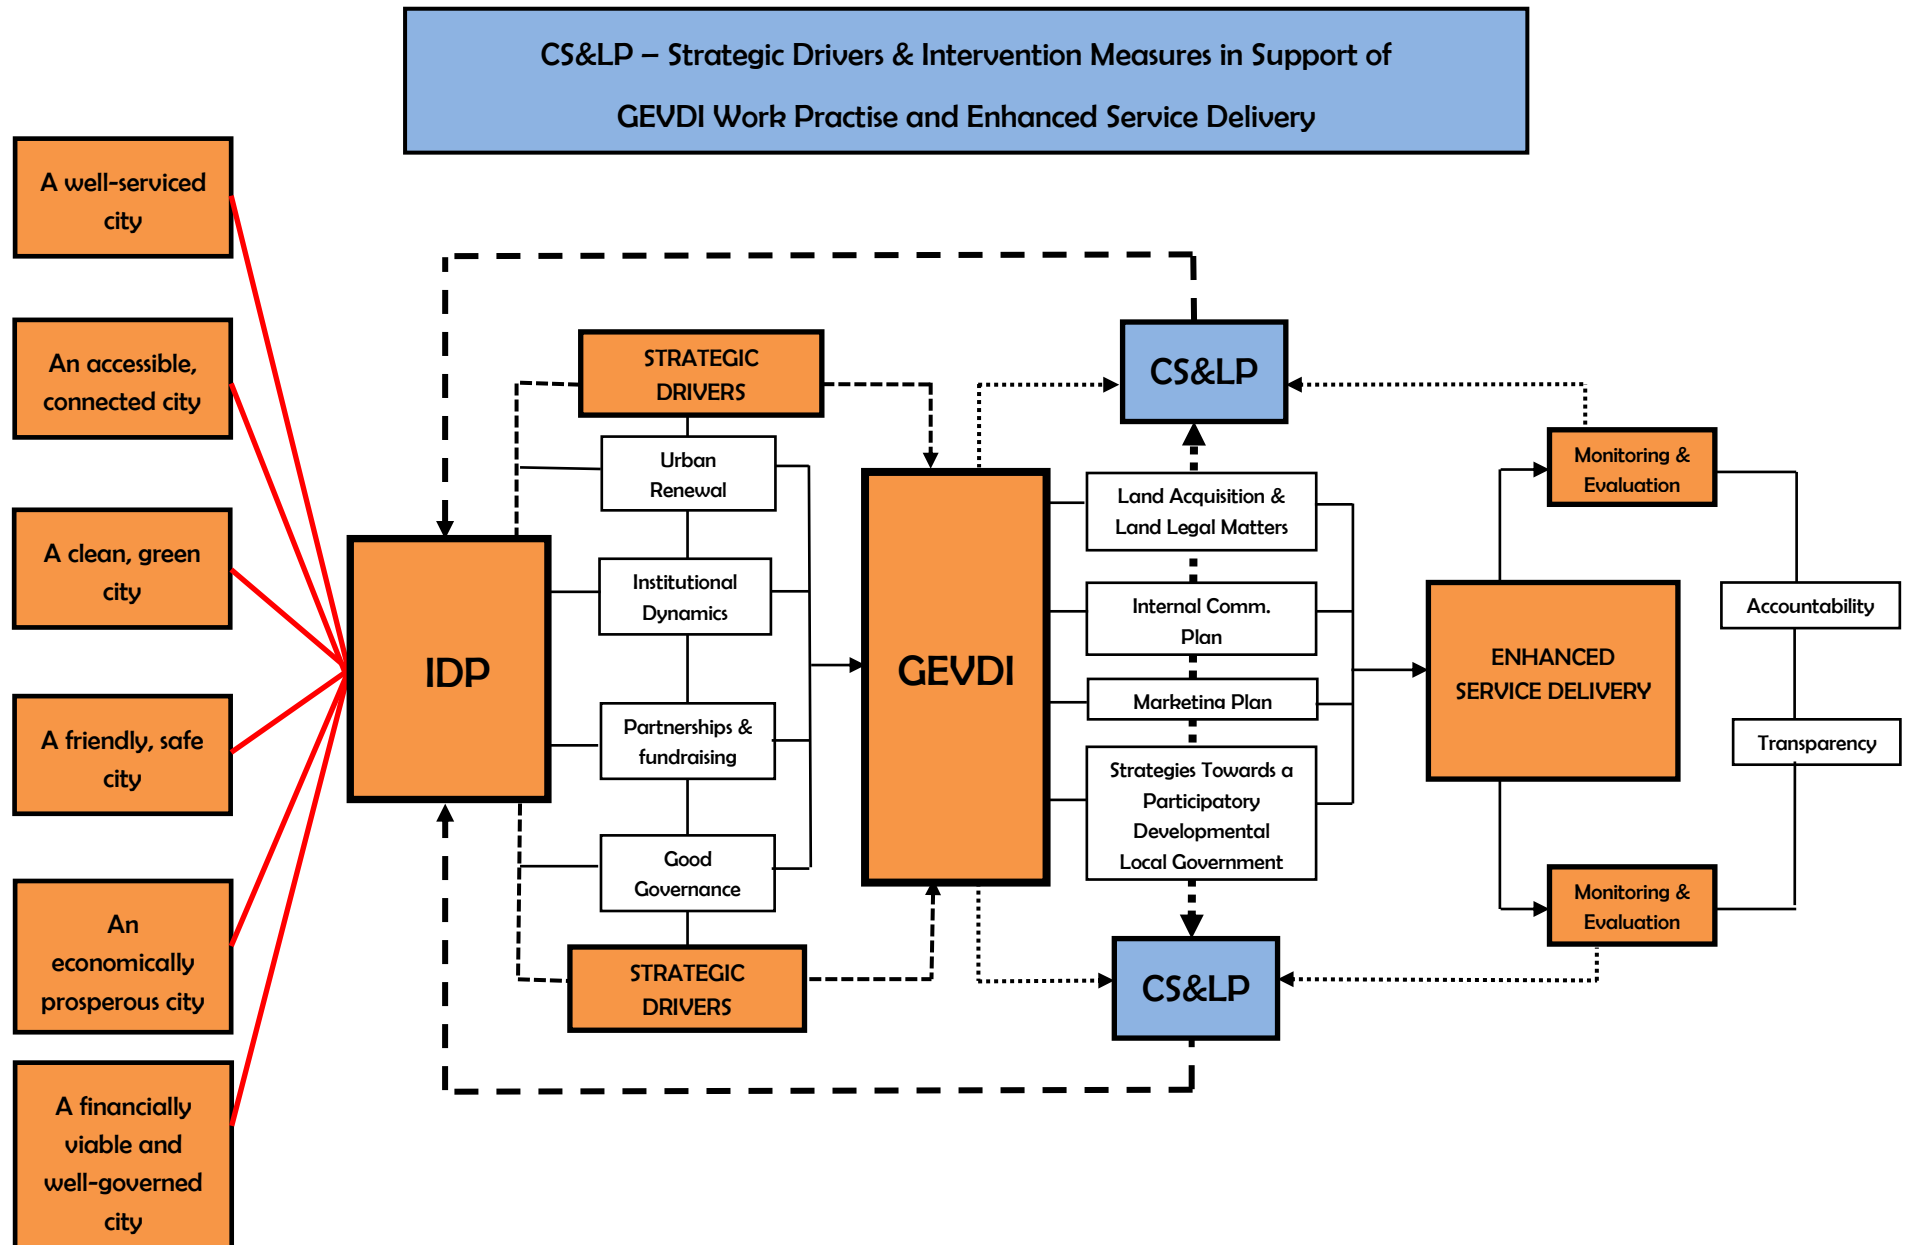 CS&LP – Strategic Drivers & Intervention Measures in Support of
GEVDI Work Practise and Enhanced Service Delivery
A well-serviced
city
An accessible,
connected city
A clean, green
city
A friendly, safe
city
An
economically
prosperous city
A financially
viable and
well-governed
city
IDP
STRATEGIC
DRIVERS
Urban
Renewal
Institutional
Dynamics
Partnerships &
fundraising
Good
Governance
STRATEGIC
DRIVERS
GEVDI
CS&LP
Land Acquisition &
Land Legal Matters
Internal Comm.
Plan
Marketing Plan
Strategies Towards a
Participatory
Developmental
Local Government
CS&LP
ENHANCED
SERVICE DELIVERY
Monitoring &
Evaluation
Accountability
Transparency
Monitoring &
Evaluation